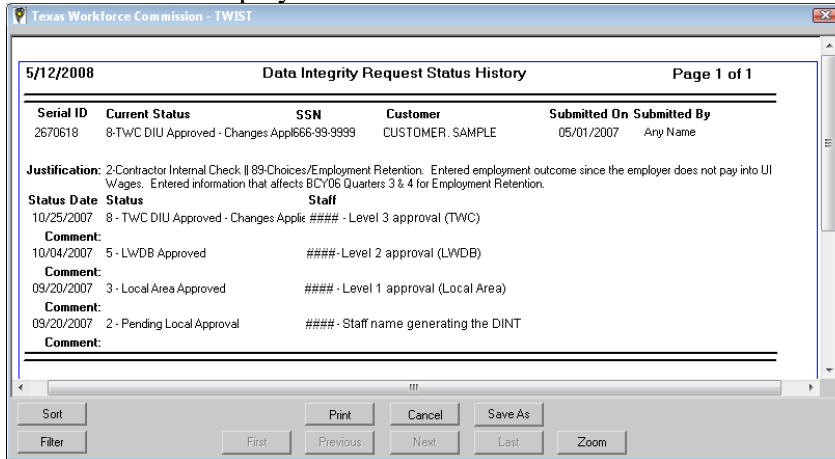 Texas Workforce Commission - TWIST
5/12/2008 Data Integrity Request Status History Page 1 of 1
Serial ID Current Status SSN Customer Submitted On Submitted By
2670618 8-TWC DIU Approved - Changes Appl666-99-9999 CUSTOMER. SAMPLE 05/01/2007 Any Name
Justification: 2-Contractor Internal Check || 89-Choices/Employment Retention. Entered employment outcome since the employer does not pay into UI
Wages. Entered information that affects BCY06 Quarters 3 & 4 for Employment Retention.
Status Date Status Staff
10/25/2007 8 - TWC DIU Approved - Changes Applie #### - Level 3 approval (TWC)
Comment:
10/04/2007 5 - LWDB Approved ####-Level 2 approval (LWDB)
Comment:
09/20/2007 3 - Local Area Approved #### - Level 1 approval (Local Area)
Comment:
09/20/2007 2 - Pending Local Approval ####- Staff name generating the DINT
Comment:
Sort Print Cancel Save As
Filter First Previous Next Last Zoom